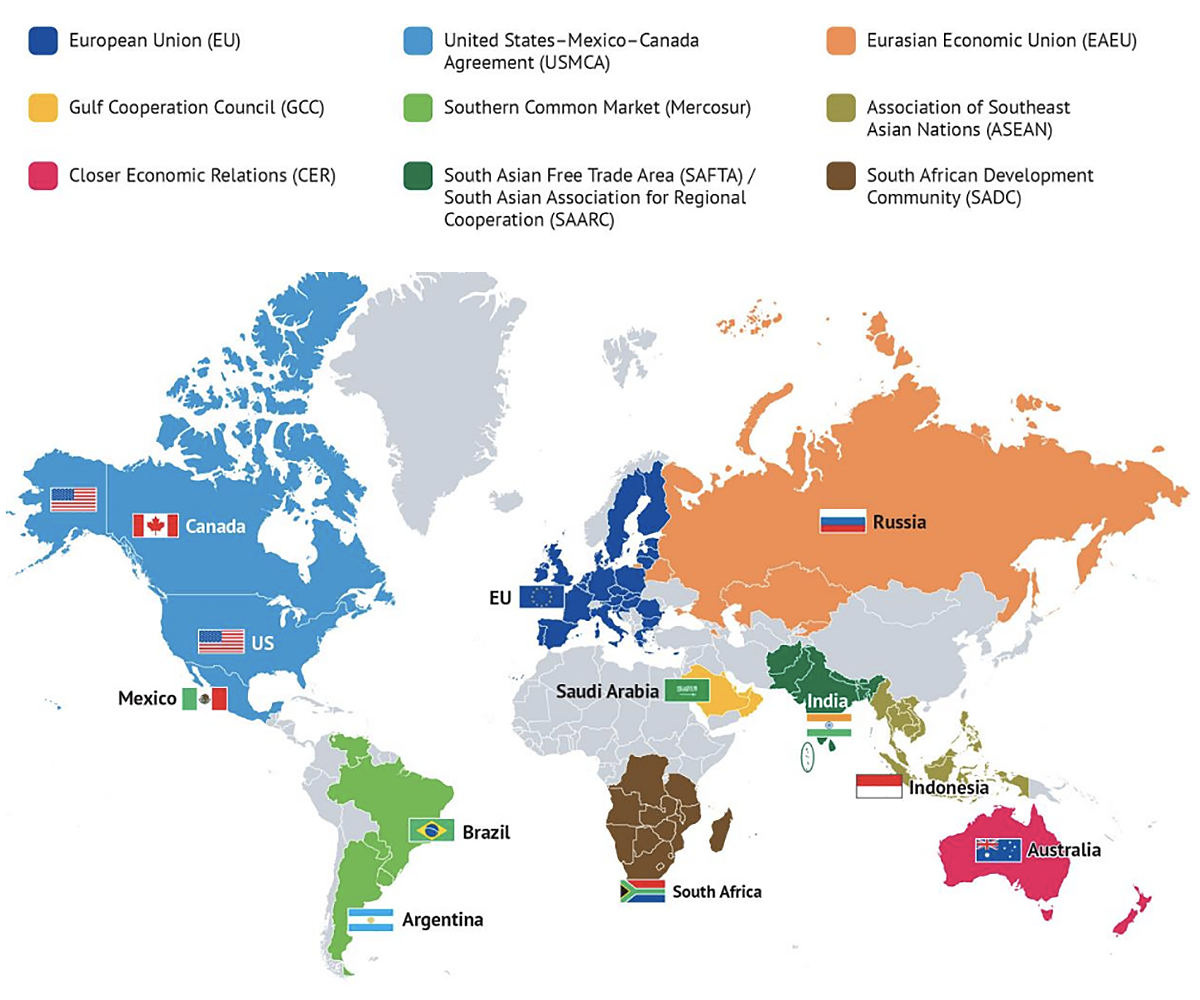 European Union (EU)
United States–Mexico–Canada
Agreement (USMCA)
Eurasian Economic Union (EAEU)
Gulf Cooperation Council (GCC)
Southern Common Market (Mercosur)
Association of Southeast
Asian Nations (ASEAN)
Closer Economic Relations (CER)
South Asian Free Trade Area (SAFTA) /
South Asian Association for Regional
Cooperation (SAARC)
South African Development
Community (SADC)
Canada
Russia
EU
US
Mexico
Saudi Arabia
India
Indonesia
Brazil
Australia
South Africa
Argentina